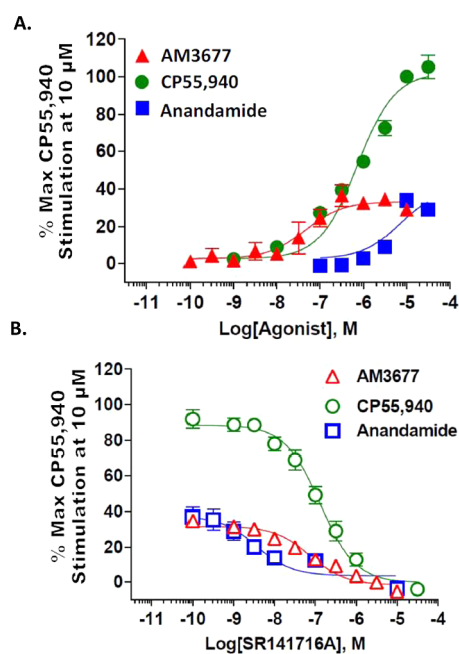 A.
% Max CP55,940
Stimulation at 10 µM
120
100
80
60
40
20
0
AM3677
CP55,940
Anandamide
-11 -10 -9 -8 -7 -6 -5 -4
Log[Agonist], M
B.
% Max CP55,940
Stimulation at 10 µM
120
100
80
60
40
20
0
AM3677
CP55,940
Anandamide
-11 -10 -9 -8 -7 -6 -5 -4
Log[SR141716A], M